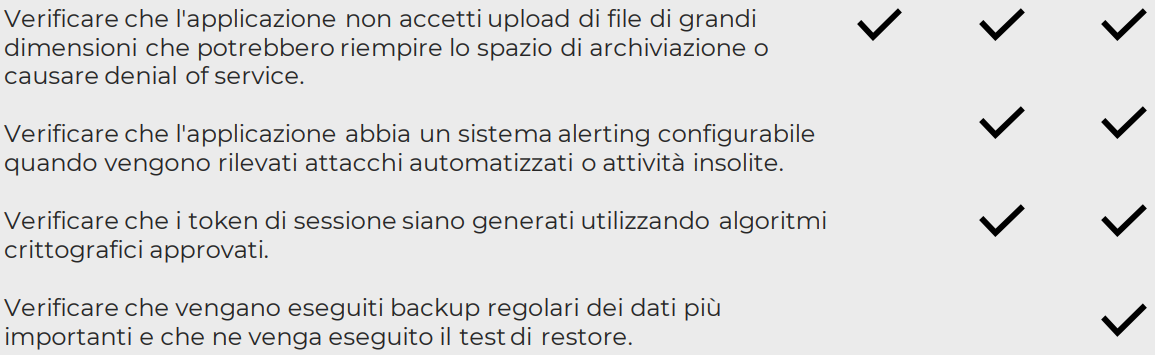 Verificare che l'applicazione non accetti upload di file di grandi
dimensioni che potrebbero riempire lo spazio di archiviazione o
causare denial of service.
Verificare che l'applicazione abbia un sistema alerting configurabile
quando vengono rilevati attacchi automatizzati o attività insolite.
Verificare che i token di sessione siano generati utilizzando algoritmi
crittografici approvati.
Verificare che vengano eseguiti backup regolari dei dati più
importanti e che ne venga eseguito il test di restore.